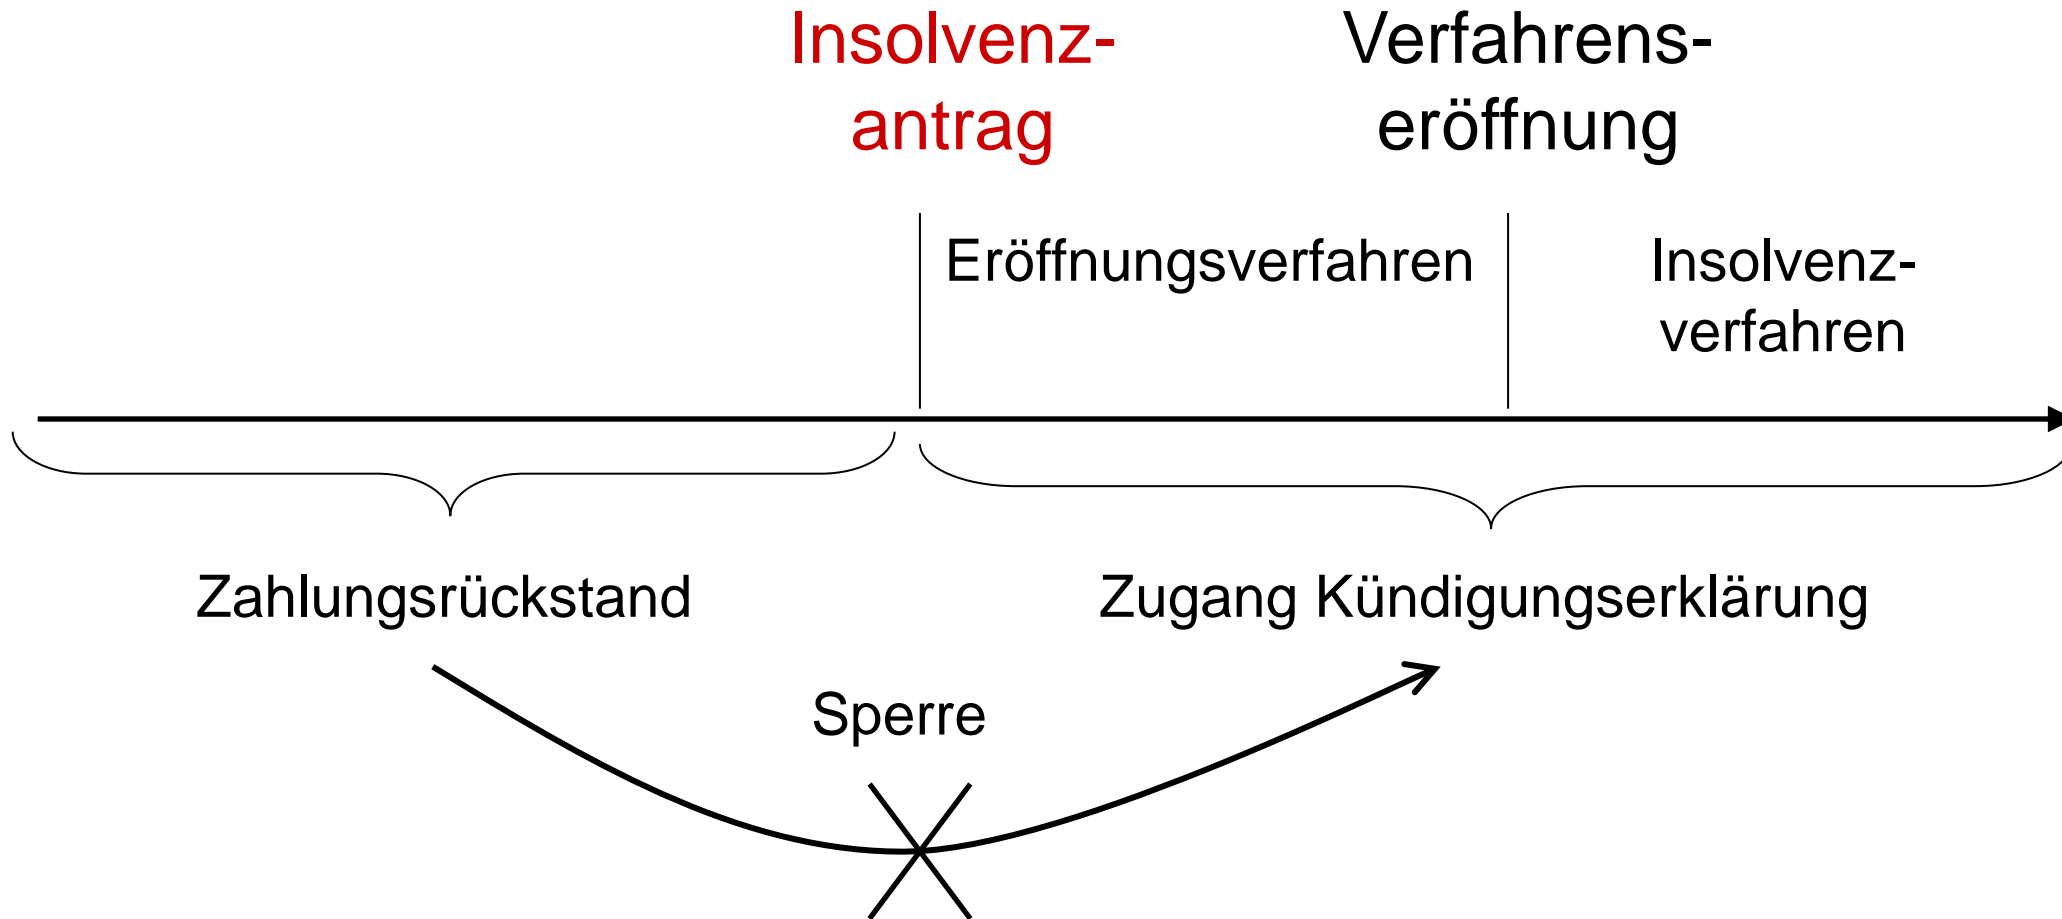 Insolvenz-
antrag
Verfahrens-
eröffnung
Eröffnungsverfahren
Insolvenz-
verfahren
Zahlungsrückstand
Zugang Kündigungserklärung
Sperre